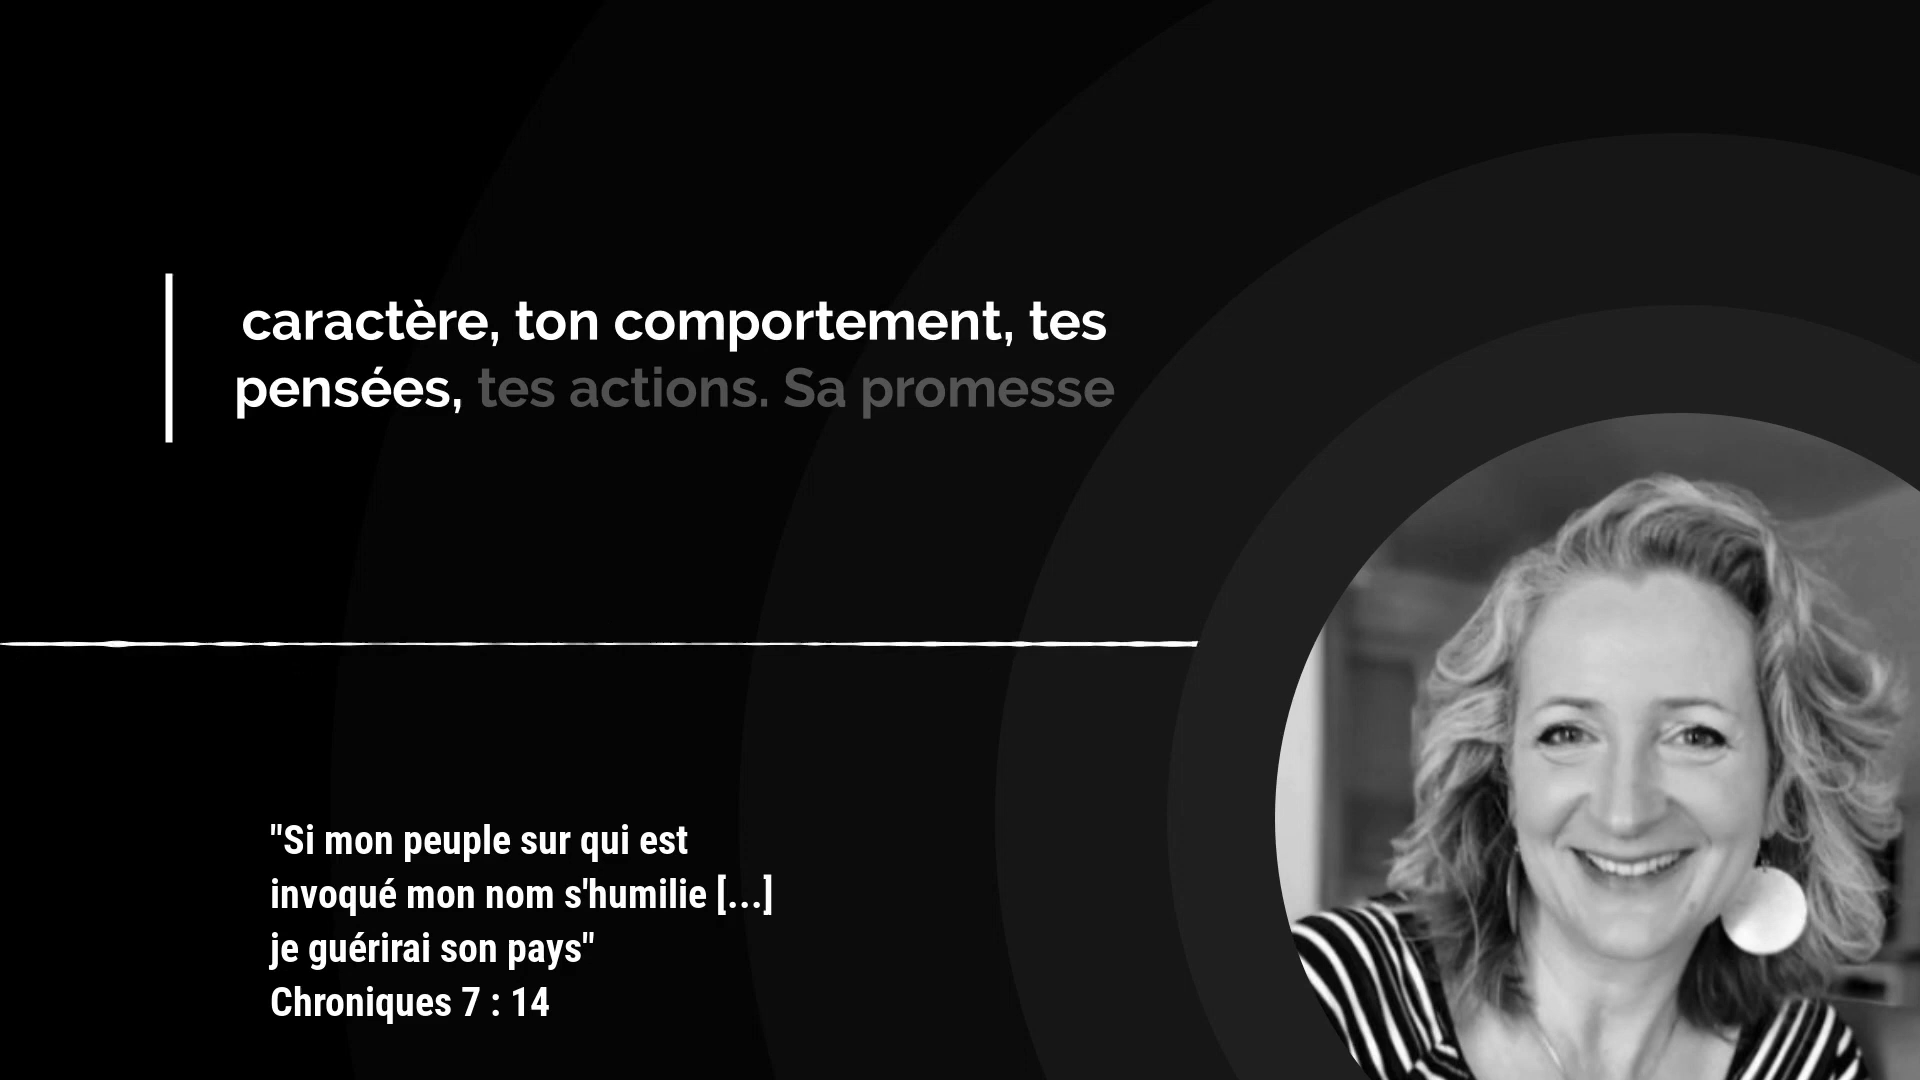 caractère, ton comportement, tes
pensées, tes actions. Sa promesse
"Si mon peuple sur qui est
invoqué mon nom s'humilie [...]
je guérirai son pays"
Chroniques 7 : 14